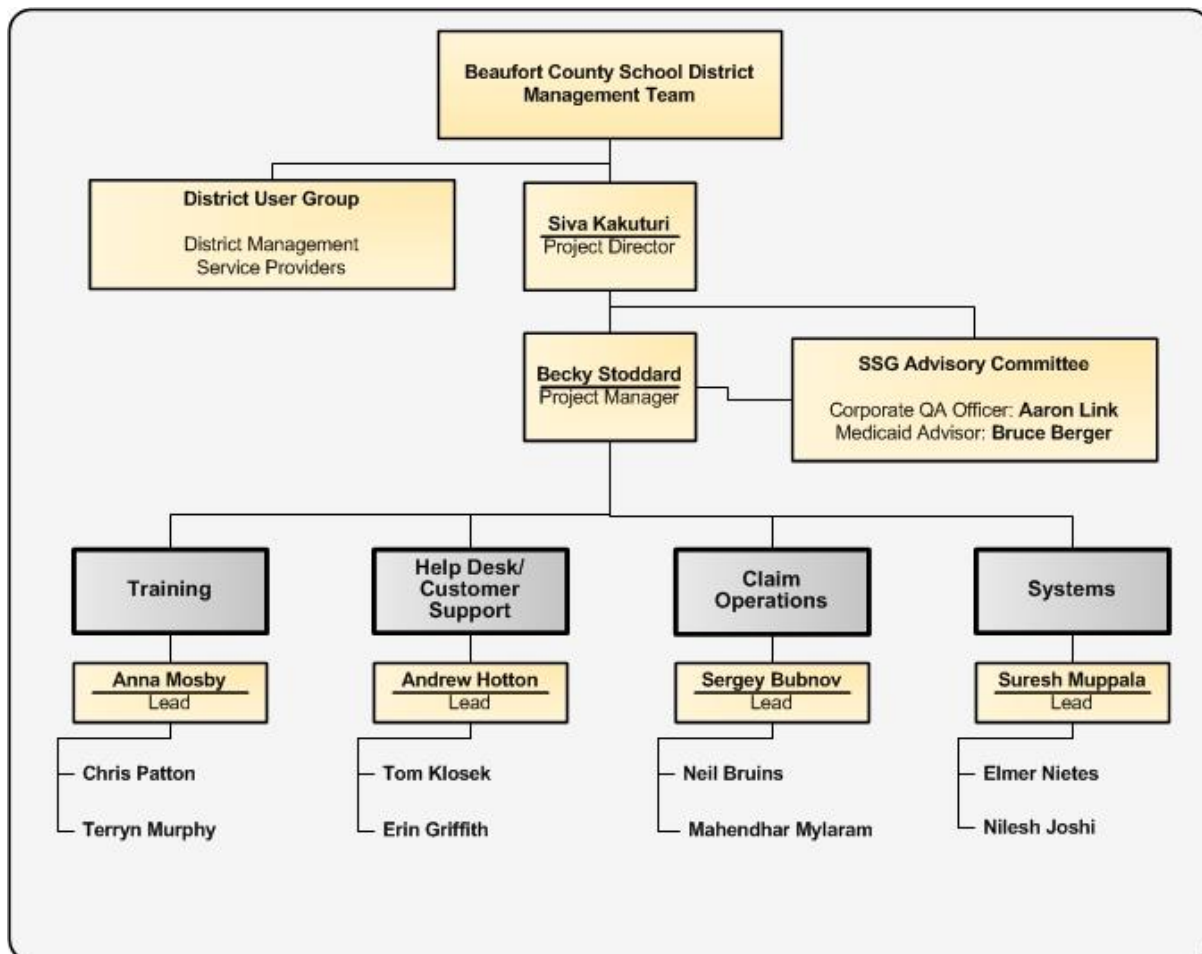 Beaufort County School District
Management Team
District User Group
District Management
Service Providers
Siva Kakuturi
Project Director
Becky Stoddard
Project Manager
SSG Advisory Committee
Corporate QA Officer: Aaron Link
Medicaid Advisor: Bruce Berger
Training
Anna Mosby
Lead
Chris Patton
Terryn Murphy
Help Desk/
Customer
Support
Andrew Hotton
Lead
Tom Klosek
Erin Griffith
Claim
Operations
Sergey Bubnov
Lead
Neil Bruins
Mahendhar Mylaram
Systems
Suresh Muppala
Lead
Elmer Nietes
Nilesh Joshi